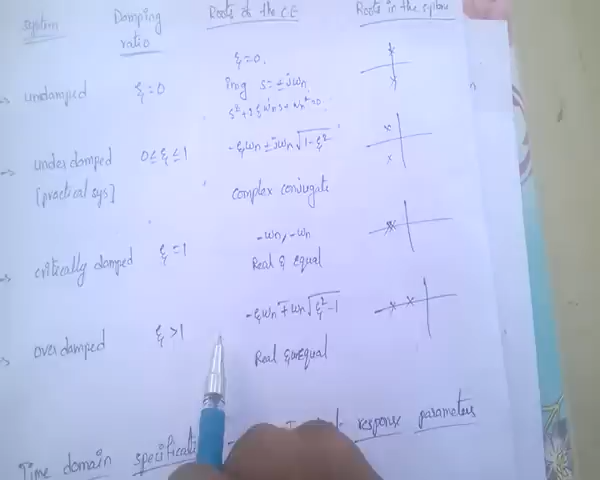 System Damping ratio Roots of the CE Roots in the s plane
→ undamped ξ=0 ξ=0.
Img s=±jωn
s²+2ξωns+ωn²=0
→ underdamped 0≤ξ≤1 -ξωn±jωn√1-ξ²
[practical sys] complex conjugate
→ critically damped ξ=1 -ωn,-ωn
Real & equal
→ overdamped ξ>1 -ξωn∓ωn√ξ²-1
Real & unequal
Time domain specificati response parameters